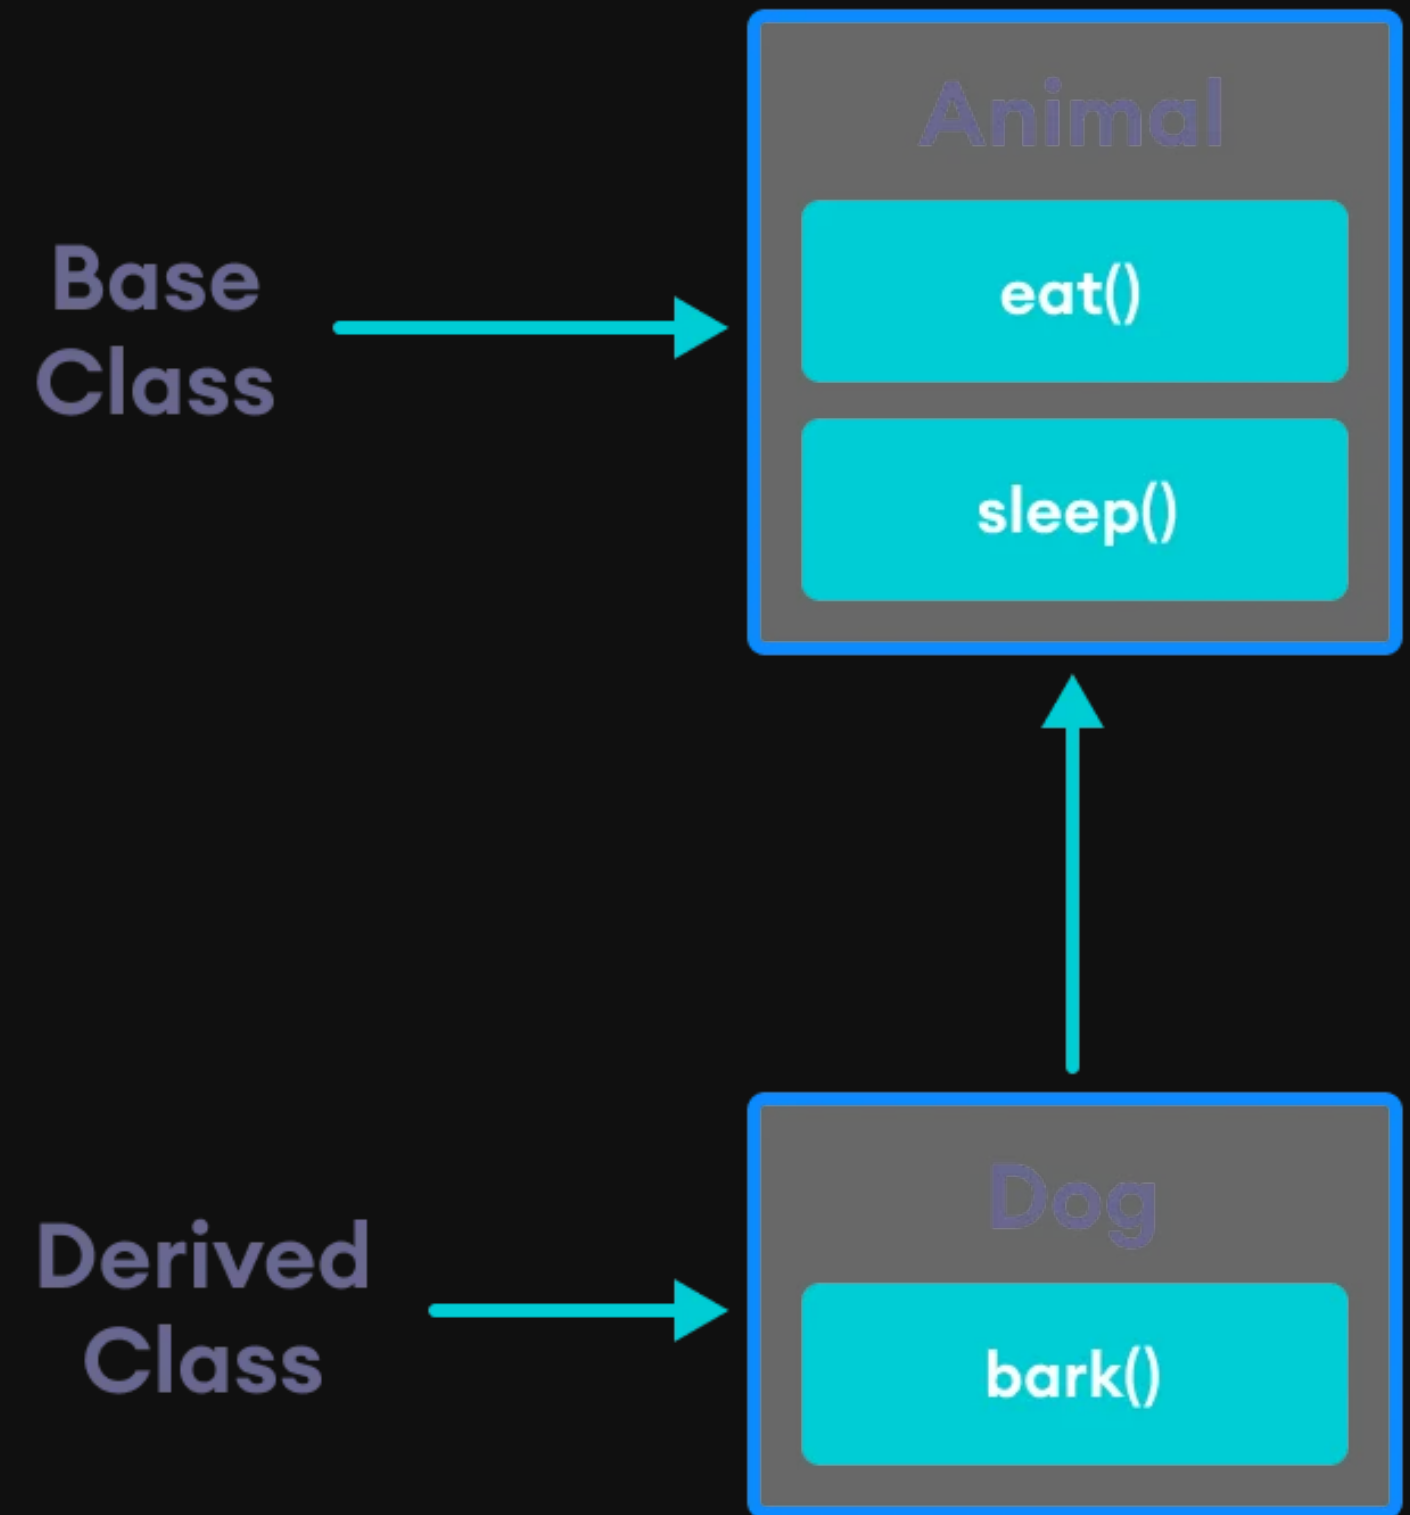 Animal
Base
Class
eat()
sleep()
Dog
Derived
Class
bark()